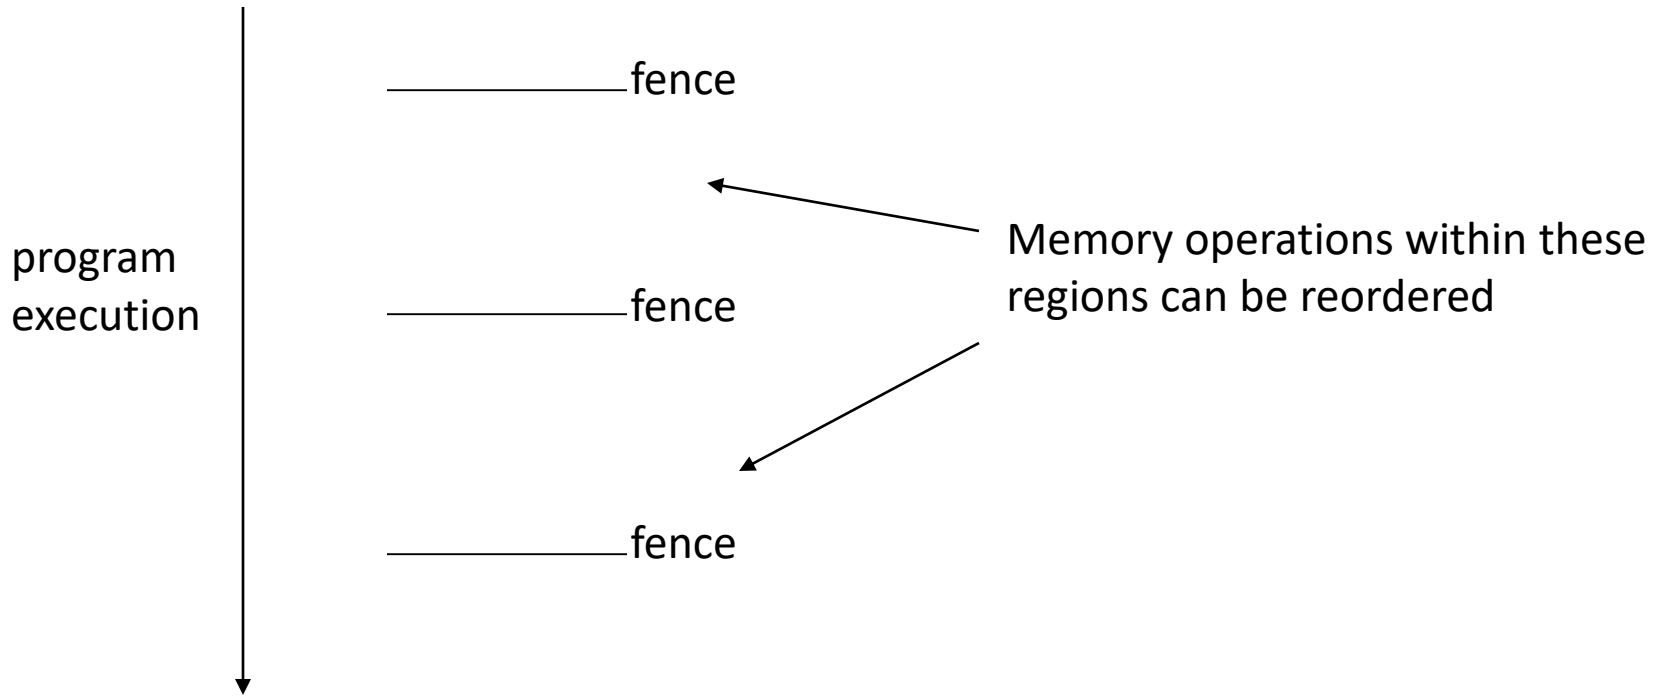 fence
program
execution
fence
Memory operations within these
regions can be reordered
fence